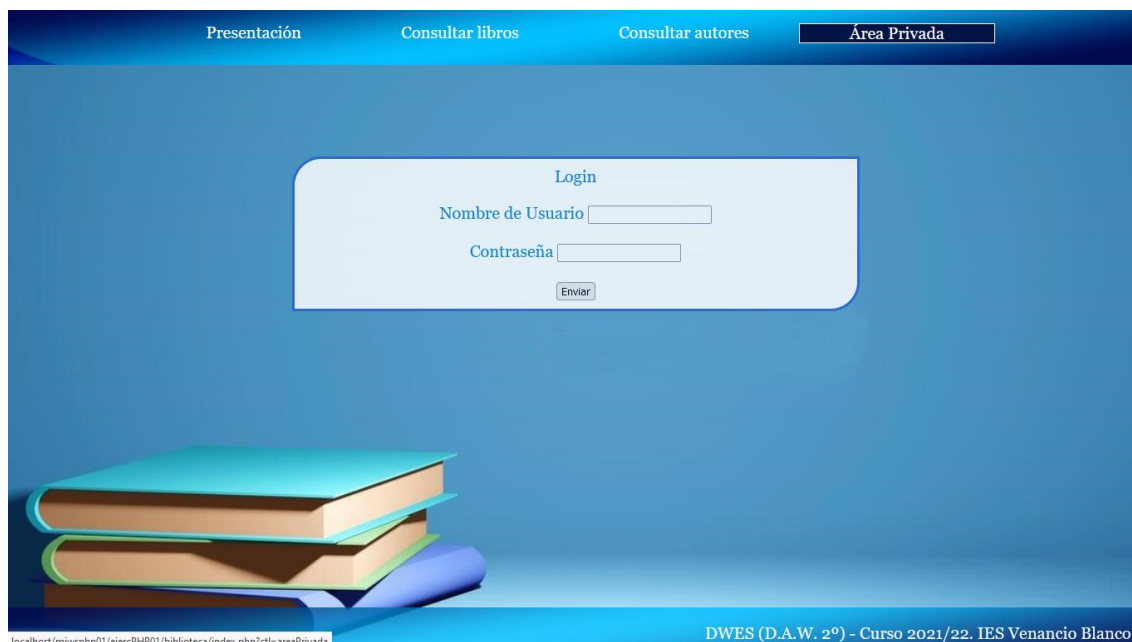 Presentación Consultar libros Consultar autores Área Privada
Login
Nombre de Usuario
Contraseña
Enviar
DWES (D.A.W. 2º) - Curso 2021/22. IES Venancio Blanco